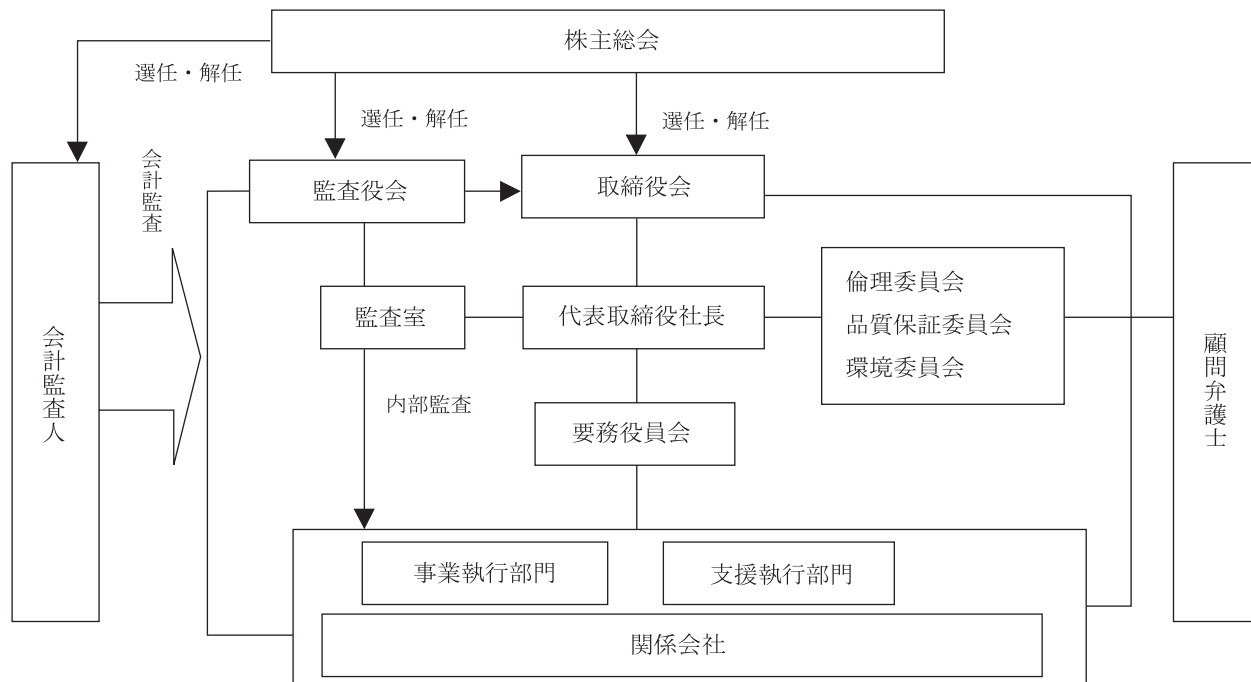 株主総会
選任・解任
選任・解任
選任・解任
会計監査
監査役会
取締役会
倫理委員会
品質保証委員会
環境委員会
監査室
代表取締役社長
会計監査人
顧問弁護士
内部監査
要務役員会
事業執行部門
支援執行部門
関係会社